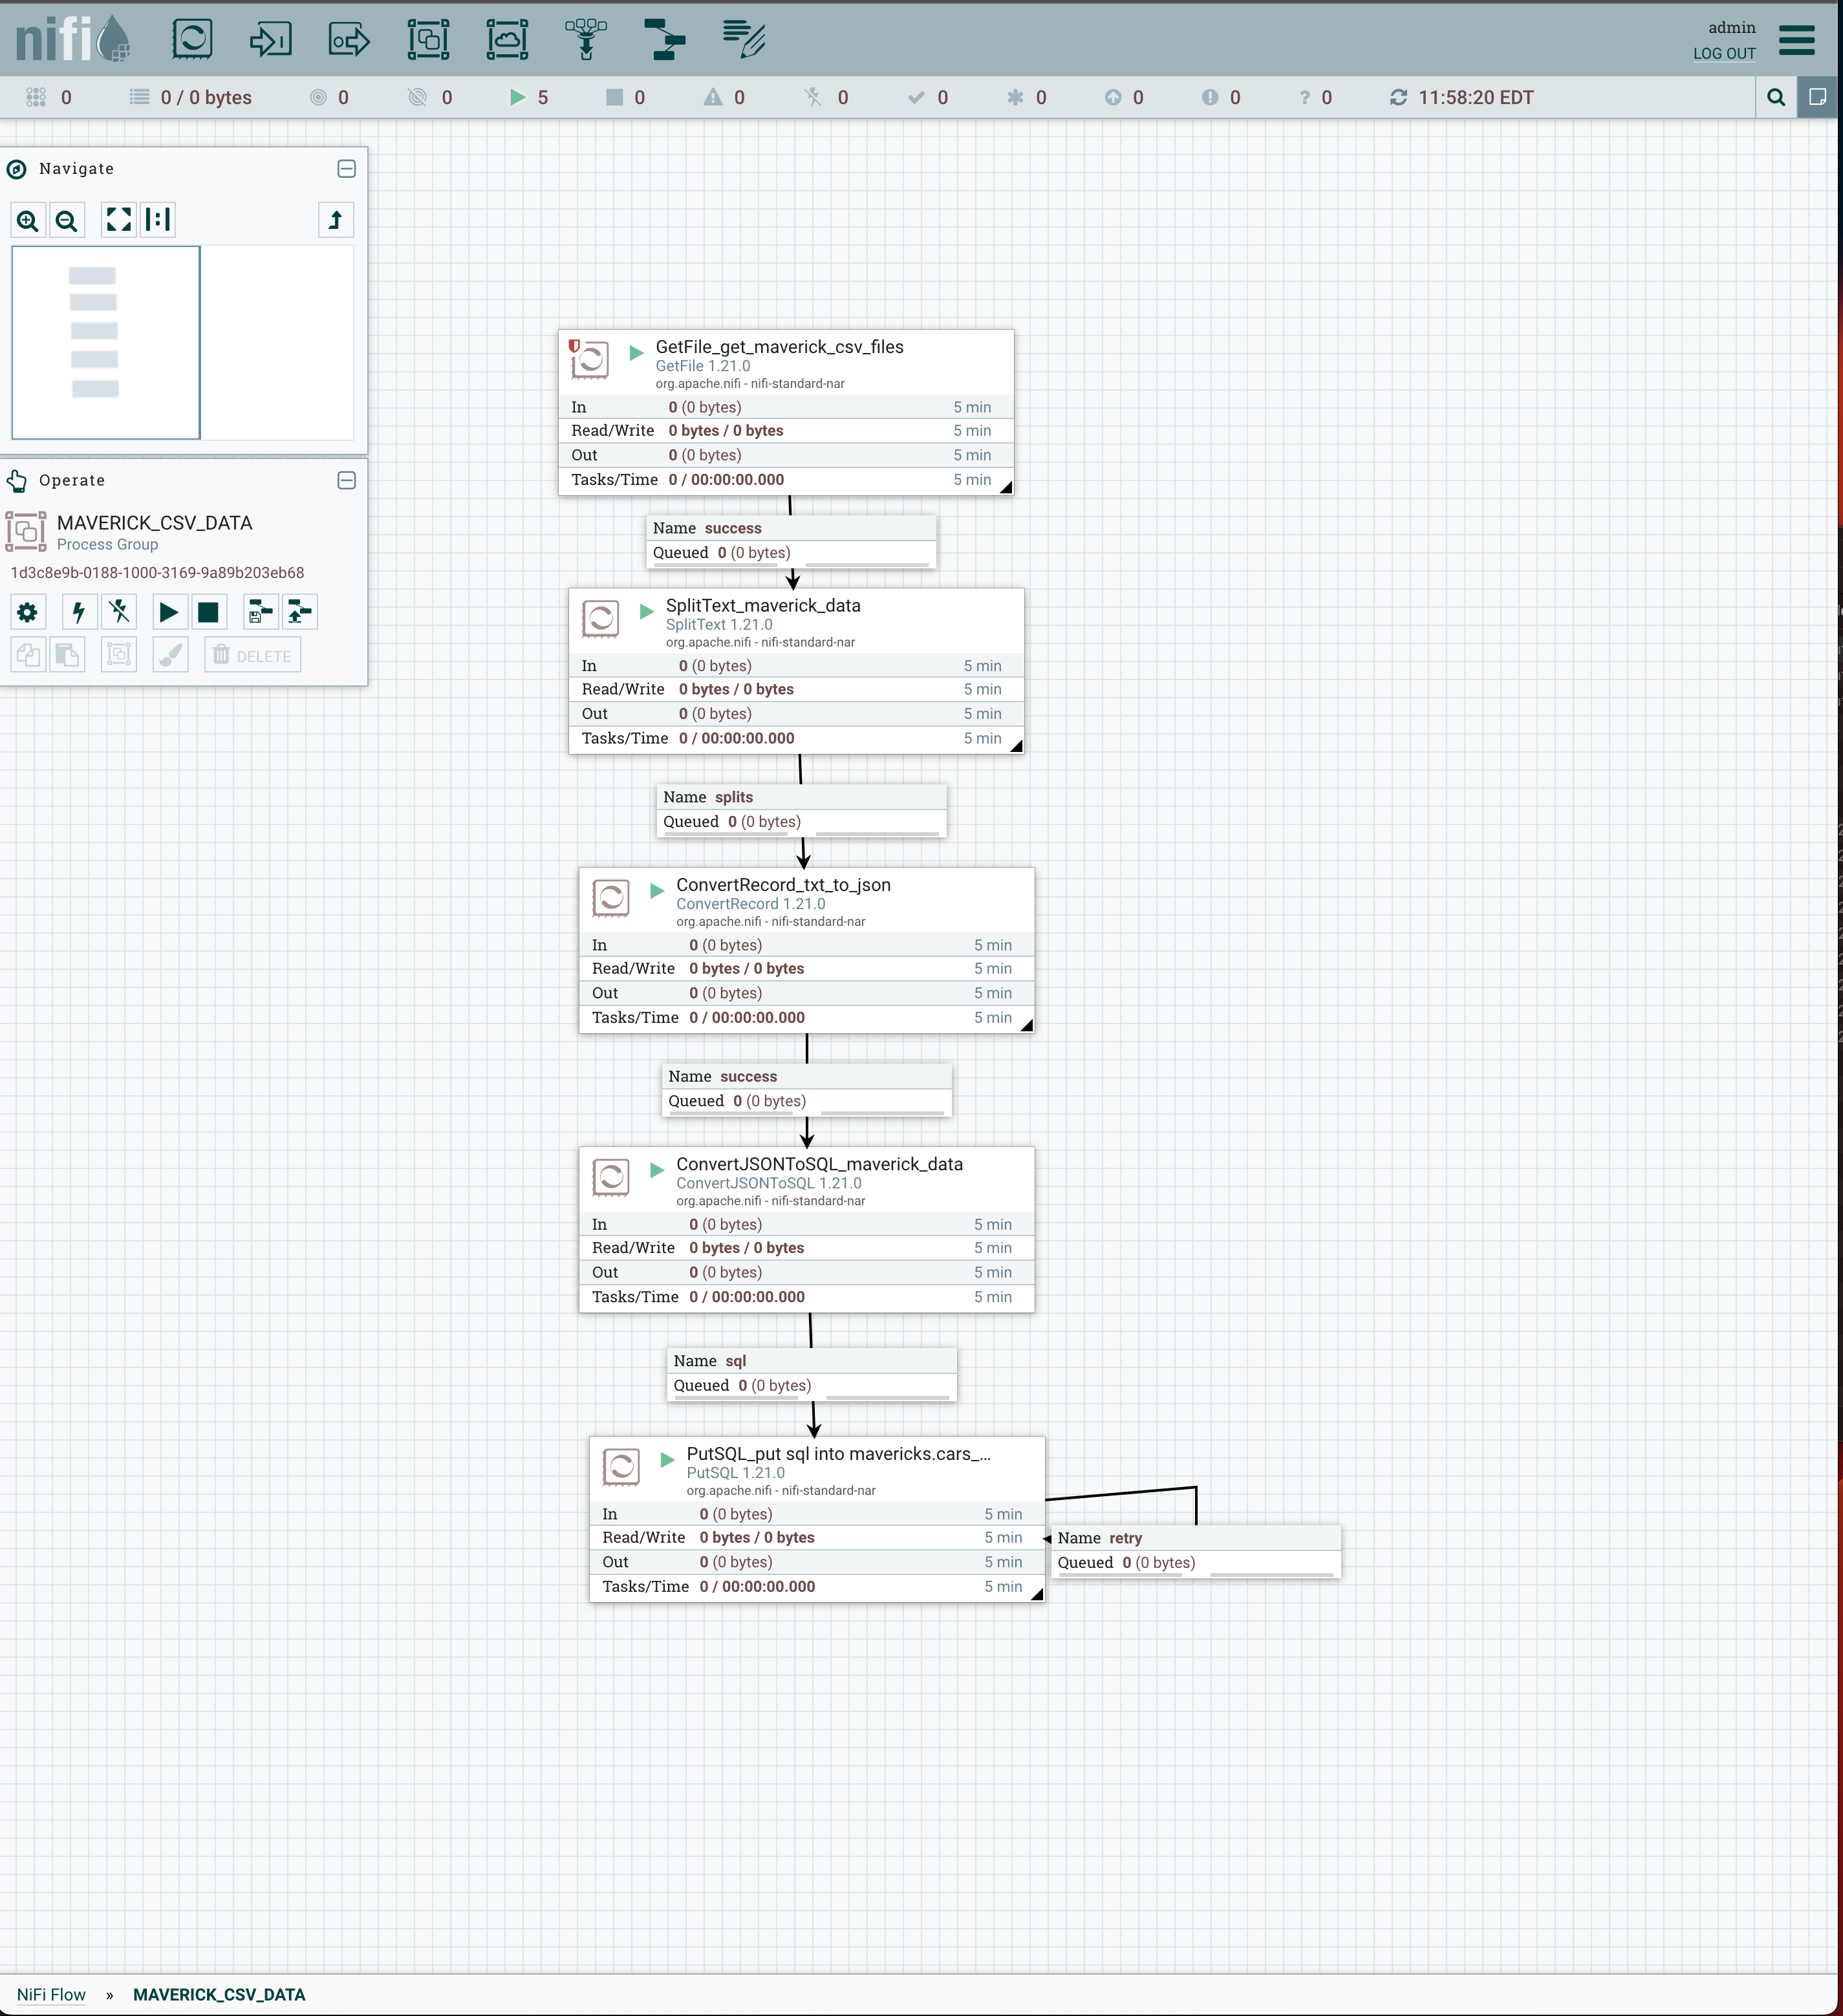 nifi
admin
LOG OUT
0 0 / 0 bytes 0 0 5 0 0 0 0 0 0 0 ? 0 11:58:20 EDT
Navigate
Operate
MAVERICK_CSV_DATA
Process Group
1d3c8e9b-0188-1000-3169-9a89b203eb68
DELETE
GetFile_get_maverick_csv_files
GetFile 1.21.0
org.apache.nifi - nifi-standard-nar
In 0 (0 bytes) 5 min
Read/Write 0 bytes / 0 bytes 5 min
Out 0 (0 bytes) 5 min
Tasks/Time 0 / 00:00:00.000 5 min
Name success
Queued 0 (0 bytes)
SplitText_maverick_data
SplitText 1.21.0
org.apache.nifi - nifi-standard-nar
In 0 (0 bytes) 5 min
Read/Write 0 bytes / 0 bytes 5 min
Out 0 (0 bytes) 5 min
Tasks/Time 0 / 00:00:00.000 5 min
Name splits
Queued 0 (0 bytes)
ConvertRecord_txt_to_json
ConvertRecord 1.21.0
org.apache.nifi - nifi-standard-nar
In 0 (0 bytes) 5 min
Read/Write 0 bytes / 0 bytes 5 min
Out 0 (0 bytes) 5 min
Tasks/Time 0 / 00:00:00.000 5 min
Name success
Queued 0 (0 bytes)
ConvertJSONToSQL_maverick_data
ConvertJSONToSQL 1.21.0
org.apache.nifi - nifi-standard-nar
In 0 (0 bytes) 5 min
Read/Write 0 bytes / 0 bytes 5 min
Out 0 (0 bytes) 5 min
Tasks/Time 0 / 00:00:00.000 5 min
Name sql
Queued 0 (0 bytes)
PutSQL_put sql into mavericks.cars_...
PutSQL 1.21.0
org.apache.nifi - nifi-standard-nar
In 0 (0 bytes) 5 min
Read/Write 0 bytes / 0 bytes 5 min
Out 0 (0 bytes) 5 min
Tasks/Time 0 / 00:00:00.000 5 min
Name retry
Queued 0 (0 bytes)
NiFi Flow » MAVERICK_CSV_DATA